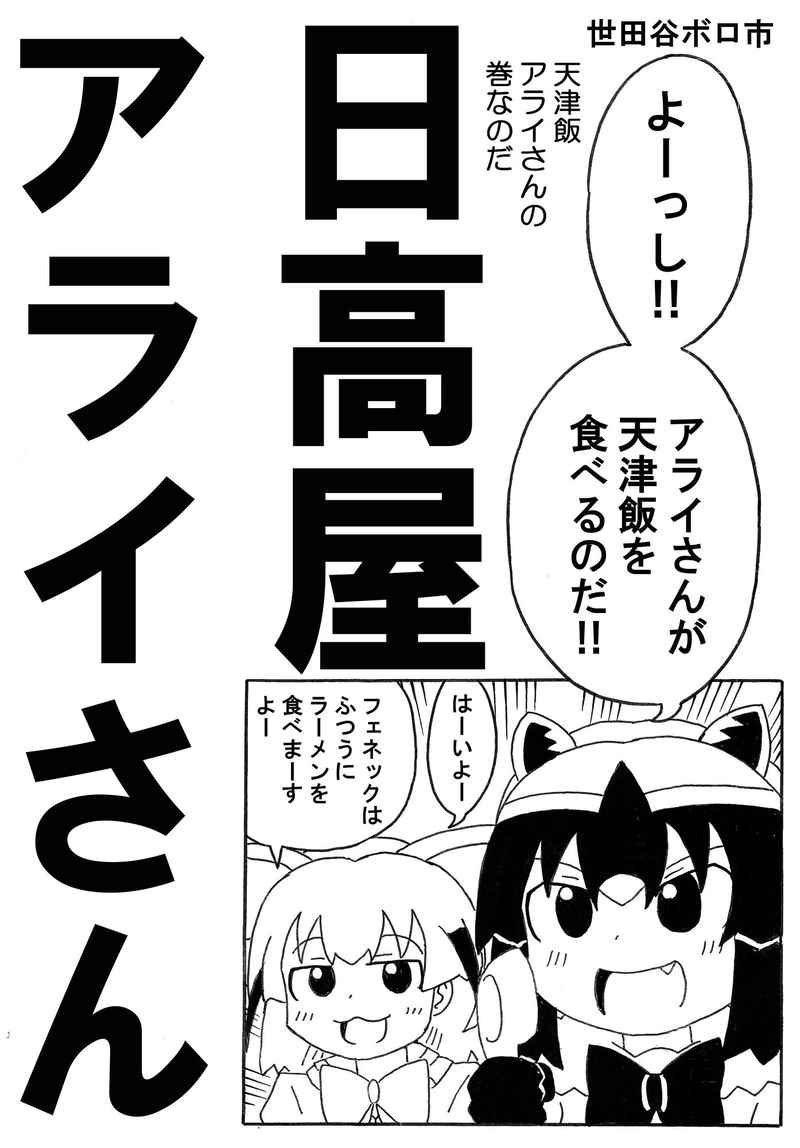 世田谷ボロ市
よーっし!!
アライさんが
天津飯を
食べるのだ!!
天津飯
アライさんの
巻なのだ
日高屋
アライさん
はーいよー
フェネックは
ふつうに
ラーメンを
食べまーす
よー